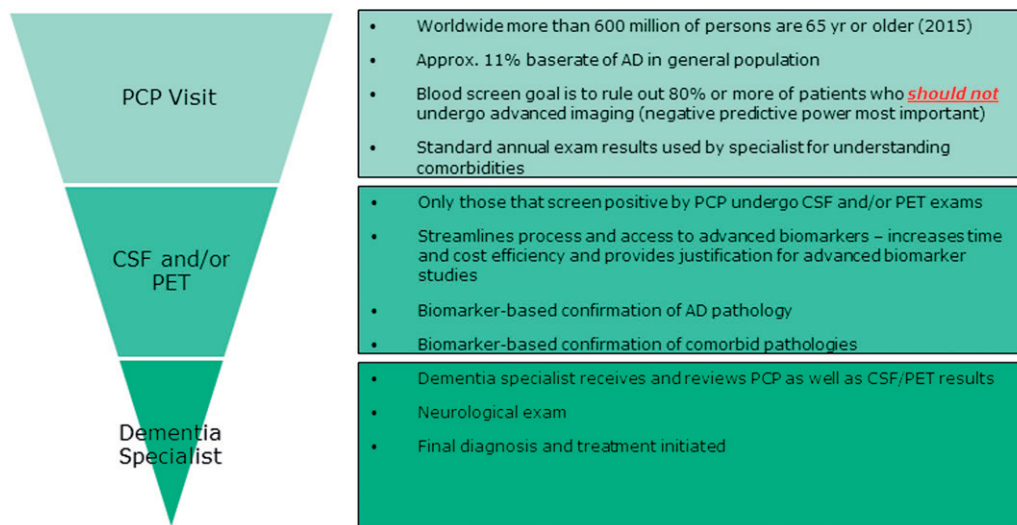 PCP Visit
• Worldwide more than 600 million of persons are 65 yr or older (2015)
• Approx. 11% baserate of AD in general population
• Blood screen goal is to rule out 80% or more of patients who should not
undergo advanced imaging (negative predictive power most important)
• Standard annual exam results used by specialist for understanding
comorbidities
CSF and/or
PET
• Only those that screen positive by PCP undergo CSF and/or PET exams
• Streamlines process and access to advanced biomarkers – increases time
and cost efficiency and provides justification for advanced biomarker
studies
• Biomarker-based confirmation of AD pathology
• Biomarker-based confirmation of comorbid pathologies
Dementia
Specialist
• Dementia specialist receives and reviews PCP as well as CSF/PET results
• Neurological exam
• Final diagnosis and treatment initiated